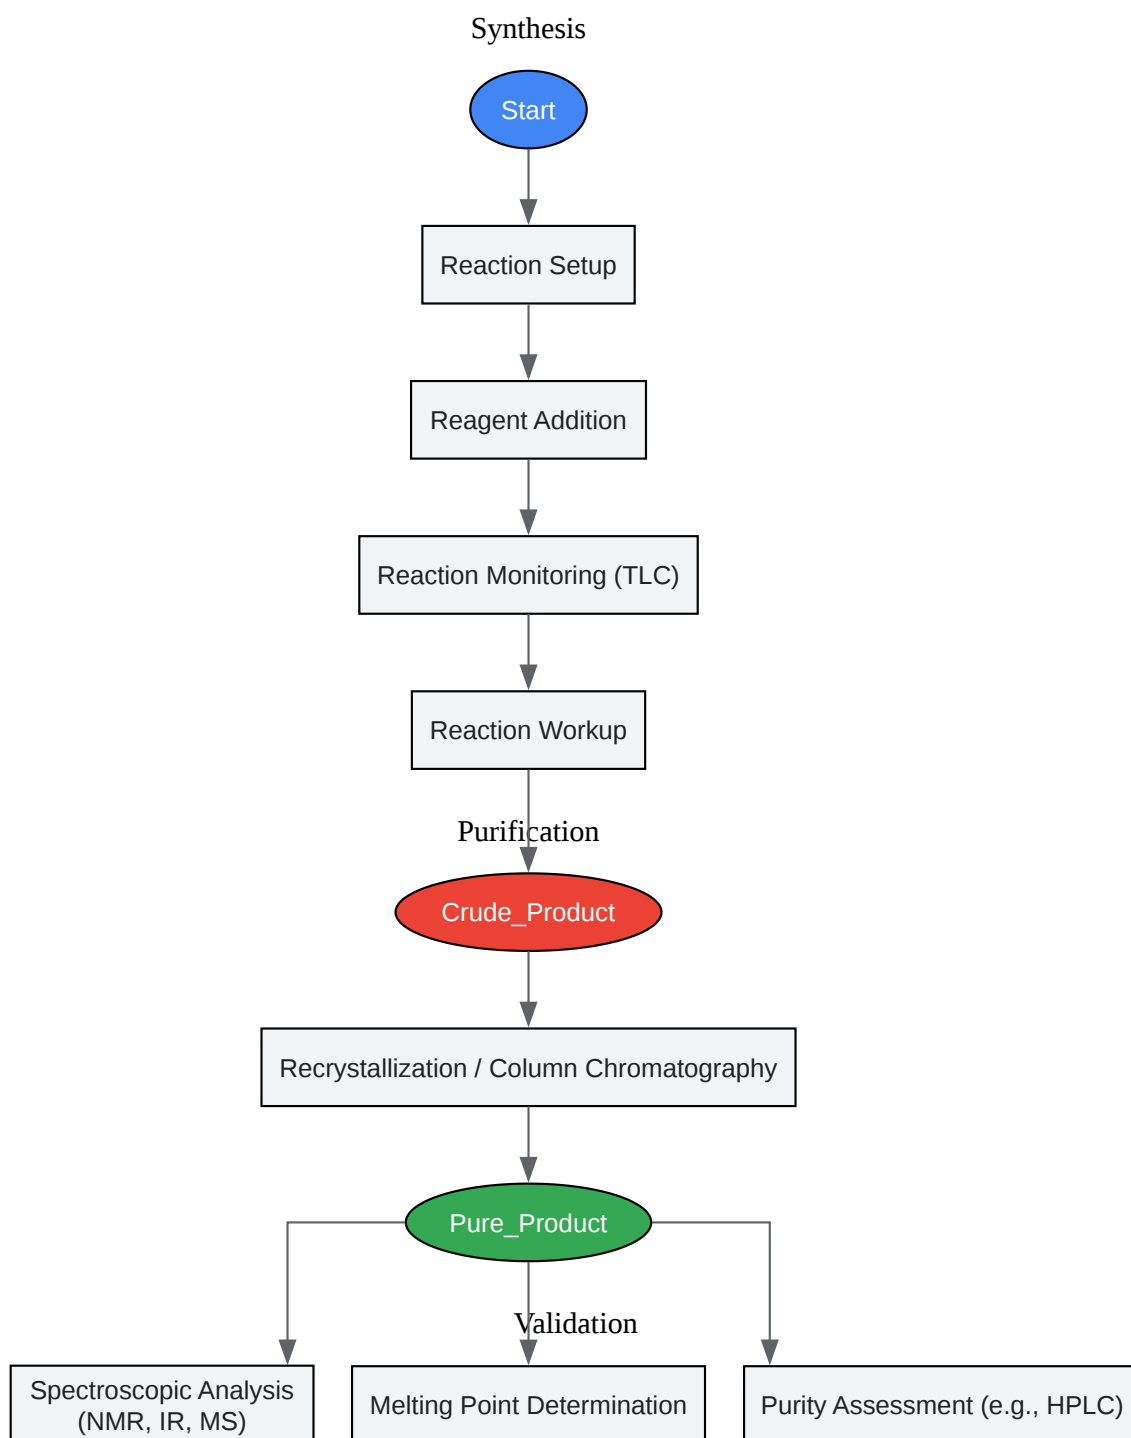 Synthesis
Start
Reaction Setup
Reagent Addition
Reaction Monitoring (TLC)
Reaction Workup
Purification
Crude_Product
Recrystallization / Column Chromatography
Pure_Product
Validation
Spectroscopic Analysis
(NMR, IR, MS)
Melting Point Determination
Purity Assessment (e.g., HPLC)